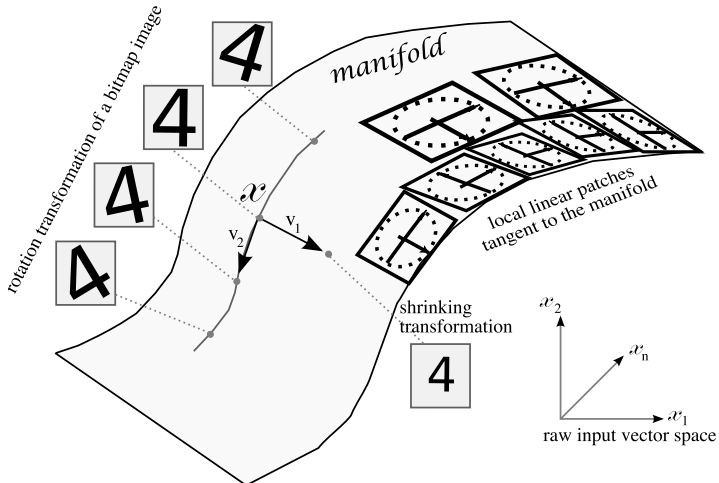 rotation transformation of a bitmap image
4
4
4
4
manifold
x
v1
v2
local linear patches
tangent to the manifold
shrinking
transformation
4
x2
xn
x1
raw input vector space